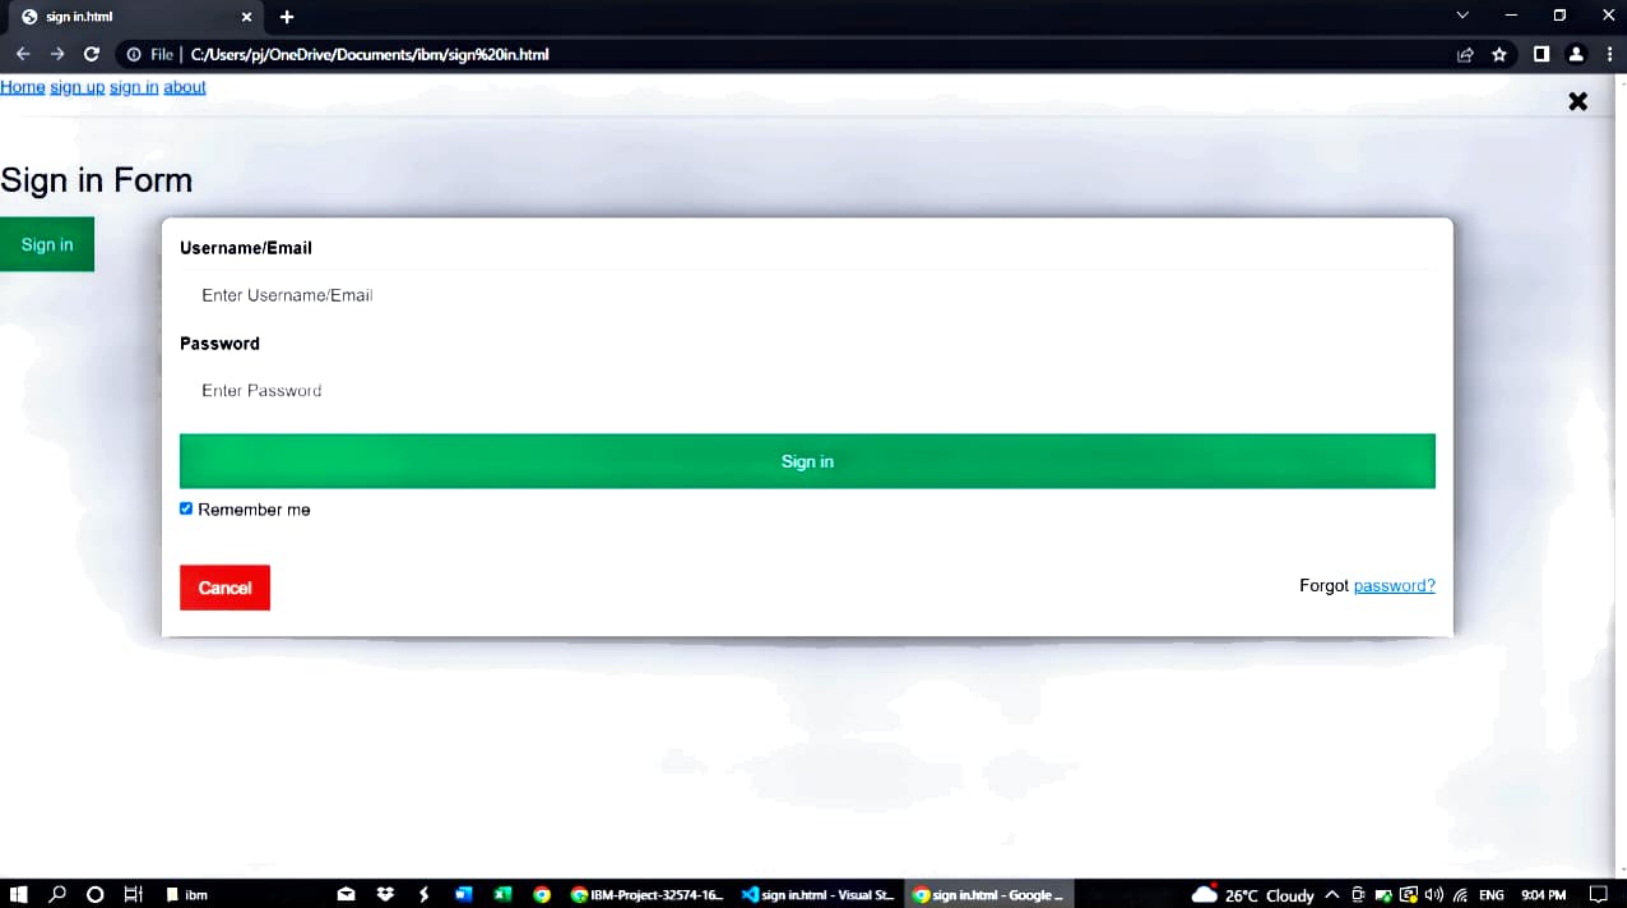 sign in.html
File | C:/Users/pj/OneDrive/Documents/ibm/sign%20in.html
Home sign up sign in about
Sign in Form
Sign in
Username/Email
Enter Username/Email
Password
Enter Password
Sign in
Remember me
Cancel
Forgot password?
ibm
IBM-Project-32574-16...
sign in.html - Visual St...
sign in.html - Google ...
26°C Cloudy
ENG
9:04 PM